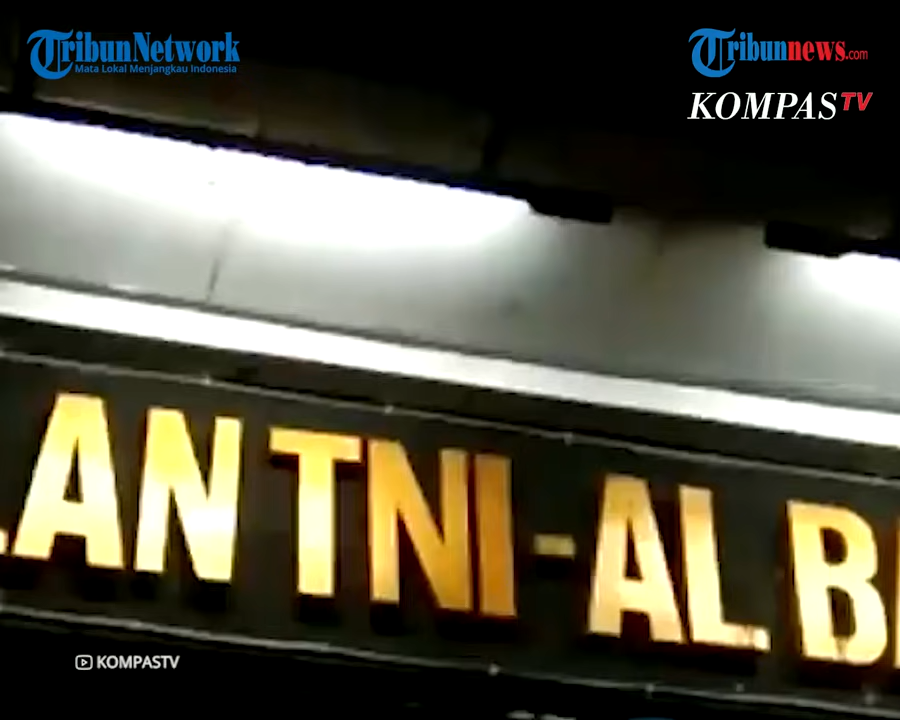 TribunNetwork
Mata Lokal Menjangkau Indonesia
Tribunnews.com
KOMPASTV
AN TNI-AL
KOMPASTV